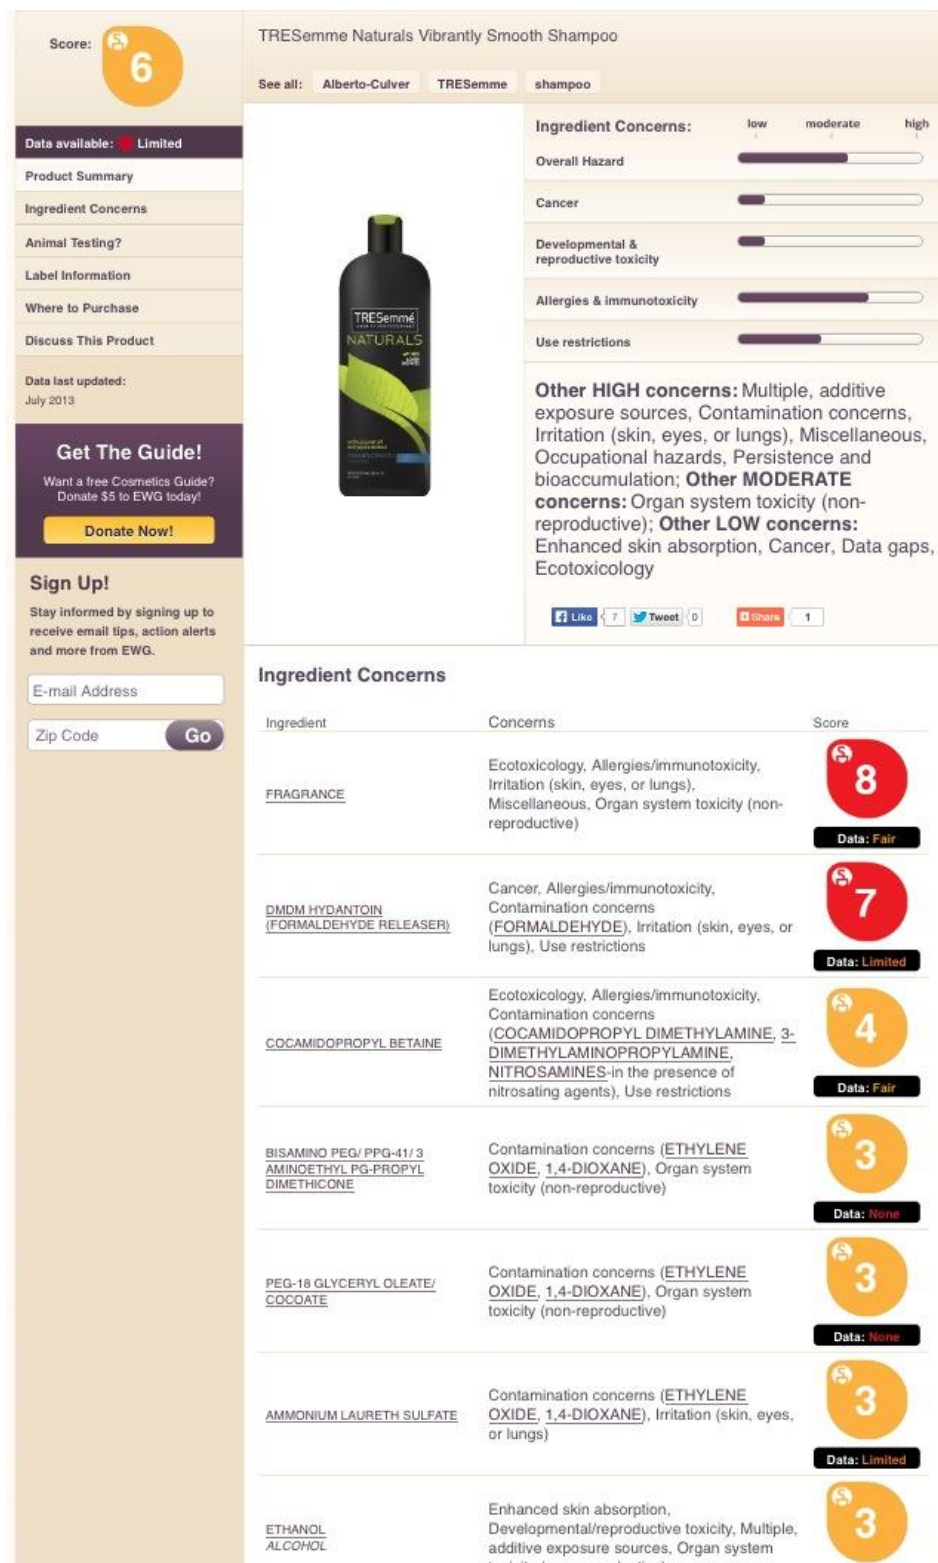 Score:
6
Data available: Limited
Product Summary
Ingredient Concerns
Animal Testing?
Label Information
Where to Purchase
Discuss This Product
Data last updated:
July 2013
Get The Guide!
Want a free Cosmetics Guide?
Donate $5 to EWG today!
Donate Now!
Sign Up!
Stay informed by signing up to
receive email tips, action alerts
and more from EWG.
E-mail Address
Zip Code
Go
TRESemme Naturals Vibrantly Smooth Shampoo
See all: Alberto-Culver TRESemme shampoo
TRESemmé
NATURALS
Ingredient Concerns: low moderate high
Overall Hazard
Cancer
Developmental &
reproductive toxicity
Allergies & immunotoxicity
Use restrictions
Other HIGH concerns: Multiple, additive
exposure sources, Contamination concerns,
Irritation (skin, eyes, or lungs), Miscellaneous,
Occupational hazards, Persistence and
bioaccumulation; Other MODERATE
concerns: Organ system toxicity (non-
reproductive); Other LOW concerns:
Enhanced skin absorption, Cancer, Data gaps,
Ecotoxicology
Like 7 Tweet 0 Share 1
Ingredient Concerns
Ingredient Concerns Score
FRAGRANCE
Ecotoxicology, Allergies/immunotoxicity,
Irritation (skin, eyes, or lungs),
Miscellaneous, Organ system toxicity (non-
reproductive)
8
Data: Fair
DMDM HYDANTOIN
(FORMALDEHYDE RELEASER)
Cancer, Allergies/immunotoxicity,
Contamination concerns
(FORMALDEHYDE), Irritation (skin, eyes, or
lungs), Use restrictions
7
Data: Limited
COCAMIDOPROPYL BETAINE
Ecotoxicology, Allergies/immunotoxicity,
Contamination concerns
(COCAMIDOPROPYL DIMETHYLAMINE, 3-
DIMETHYLAMINOPROPYLAMINE,
NITROSAMINES-in the presence of
nitrosating agents), Use restrictions
4
Data: Fair
BISAMINO PEG/ PPG-41/ 3
AMINOETHYL PG-PROPYL
DIMETHICONE
Contamination concerns (ETHYLENE
OXIDE, 1,4-DIOXANE), Organ system
toxicity (non-reproductive)
3
Data: None
PEG-18 GLYCERYL OLEATE/
COCOATE
Contamination concerns (ETHYLENE
OXIDE, 1,4-DIOXANE), Organ system
toxicity (non-reproductive)
3
Data: None
AMMONIUM LAURETH SULFATE
Contamination concerns (ETHYLENE
OXIDE, 1,4-DIOXANE), Irritation (skin, eyes,
or lungs)
3
Data: Limited
ETHANOL
ALCOHOL
Enhanced skin absorption,
Developmental/reproductive toxicity, Multiple,
additive exposure sources, Organ system
3